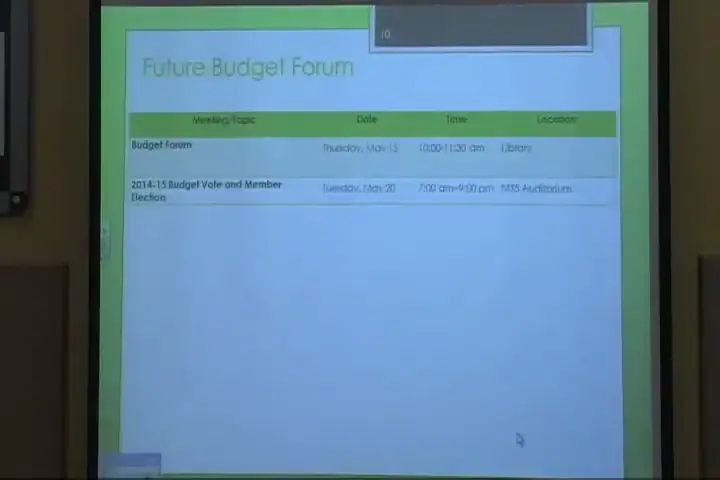 10
Future Budget Forum
Meeting/Topic Date Time Location
Budget Forum Thursday, May 15 10:00-11:30 am Library
2014-15 Budget Vote and Member Tuesday, May 20 7:00 am-9:00 pm Auditorium
Election